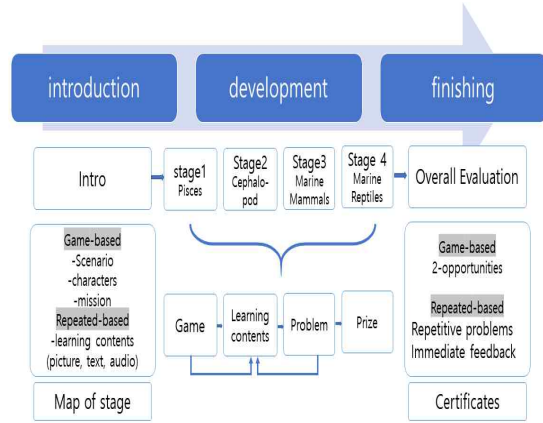 introduction
development
finishing
Intro
stage1
Pisces
Stage2
Cephalo-
pod
Stage3
Marine
Mammals
Stage 4
Marine
Reptiles
Overall Evaluation
Game-based
-Scenario
-characters
-mission
Repeated-based
-learning contents
(picture, text, audio)
Game
Learning
contents
Problem
Prize
Game-based
2-opportunities
Repeated-based
Repetitive problems
Immediate feedback
Map of stage
Certificates